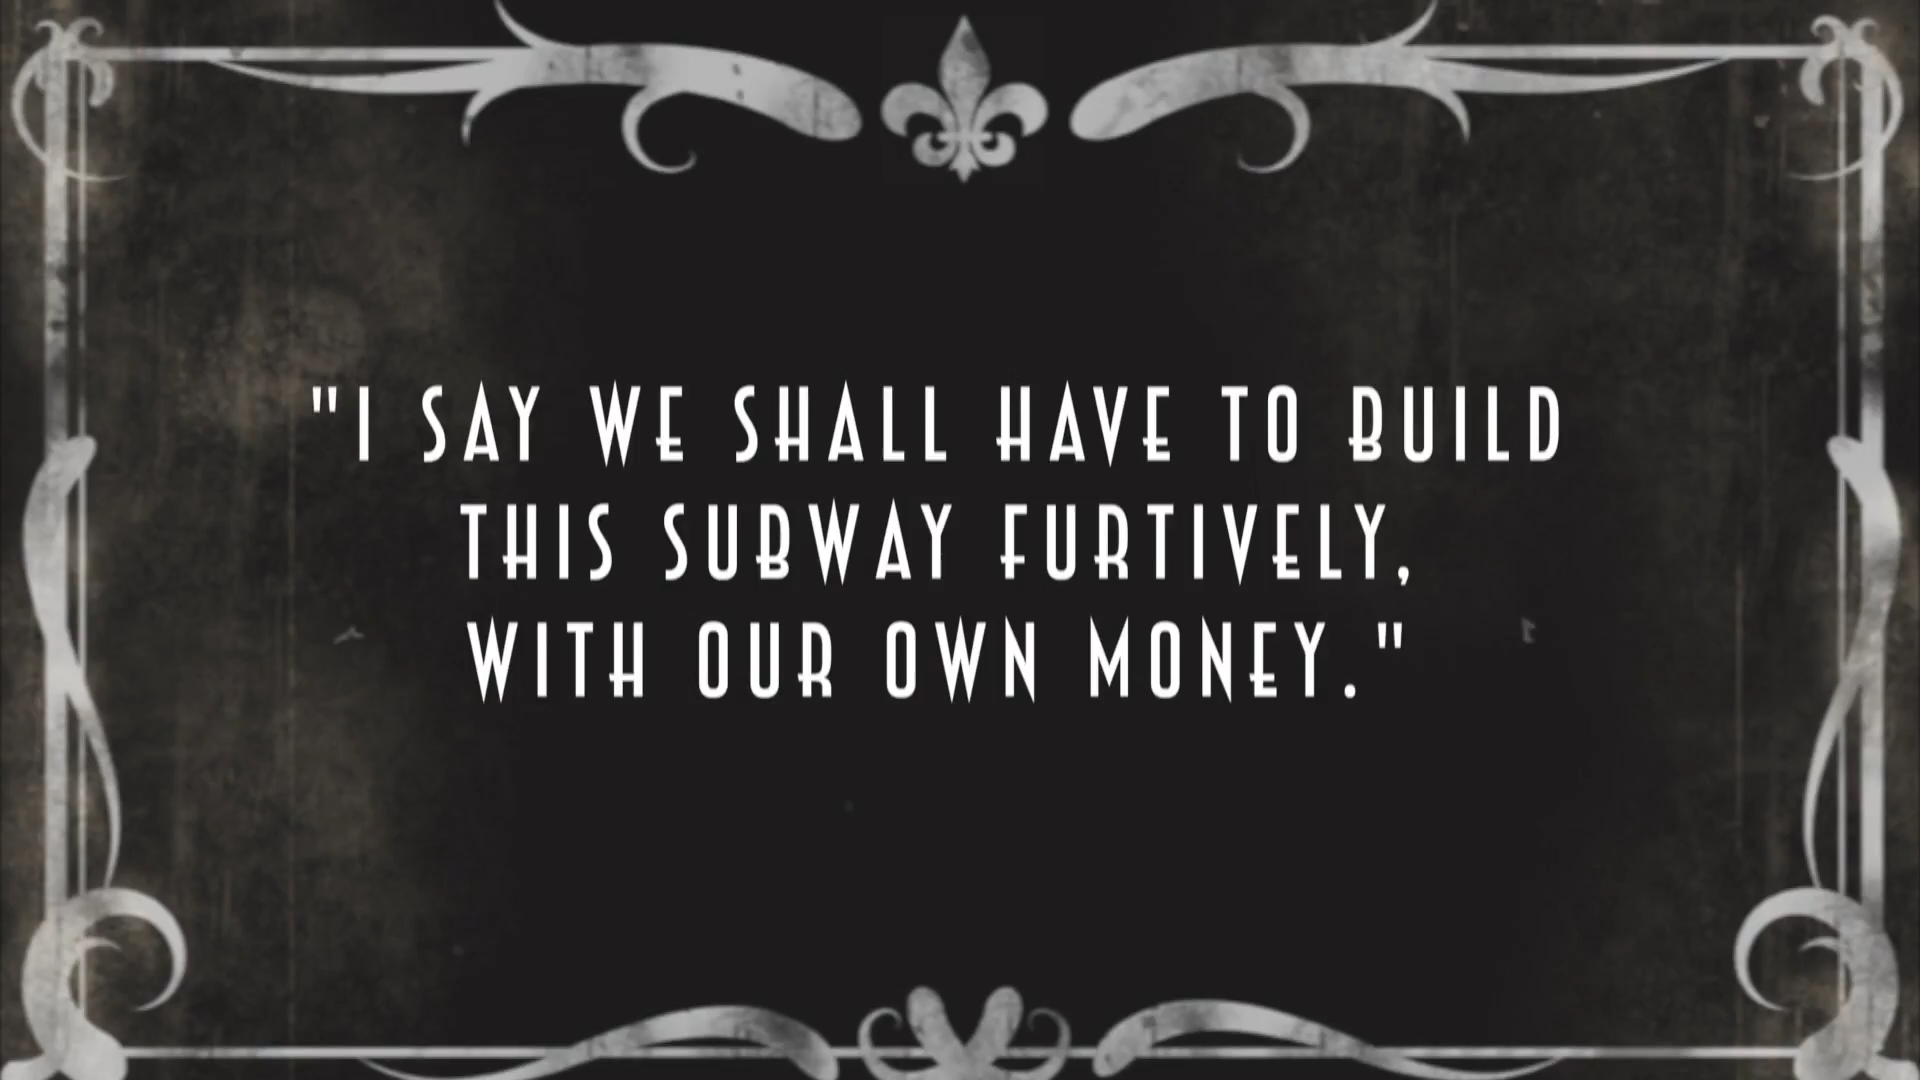 "I SAY WE SHALL HAVE TO BUILD
THIS SUBWAY FURTIVELY,
WITH OUR OWN MONEY."